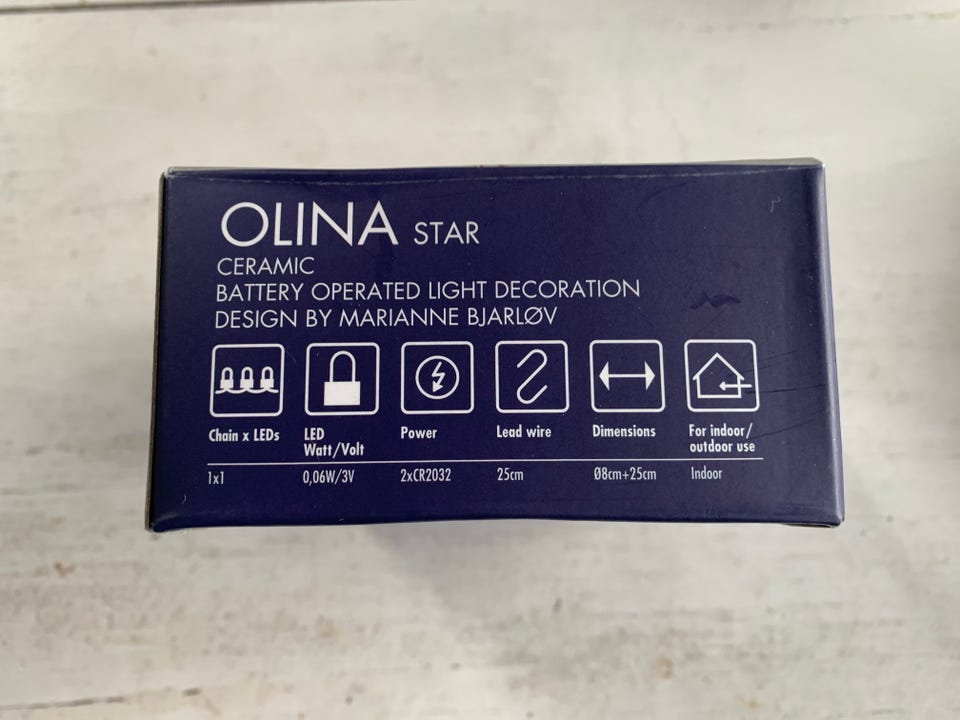 OLINA STAR
CERAMIC
BATTERY OPERATED LIGHT DECORATION
DESIGN BY MARIANNE BJARLØV
Chain x LEDs LED Watt/Volt Power Lead wire Dimensions For indoor/ outdoor use
1x1 0,06W/3V 2xCR2032 25cm Ø8cm+25cm Indoor